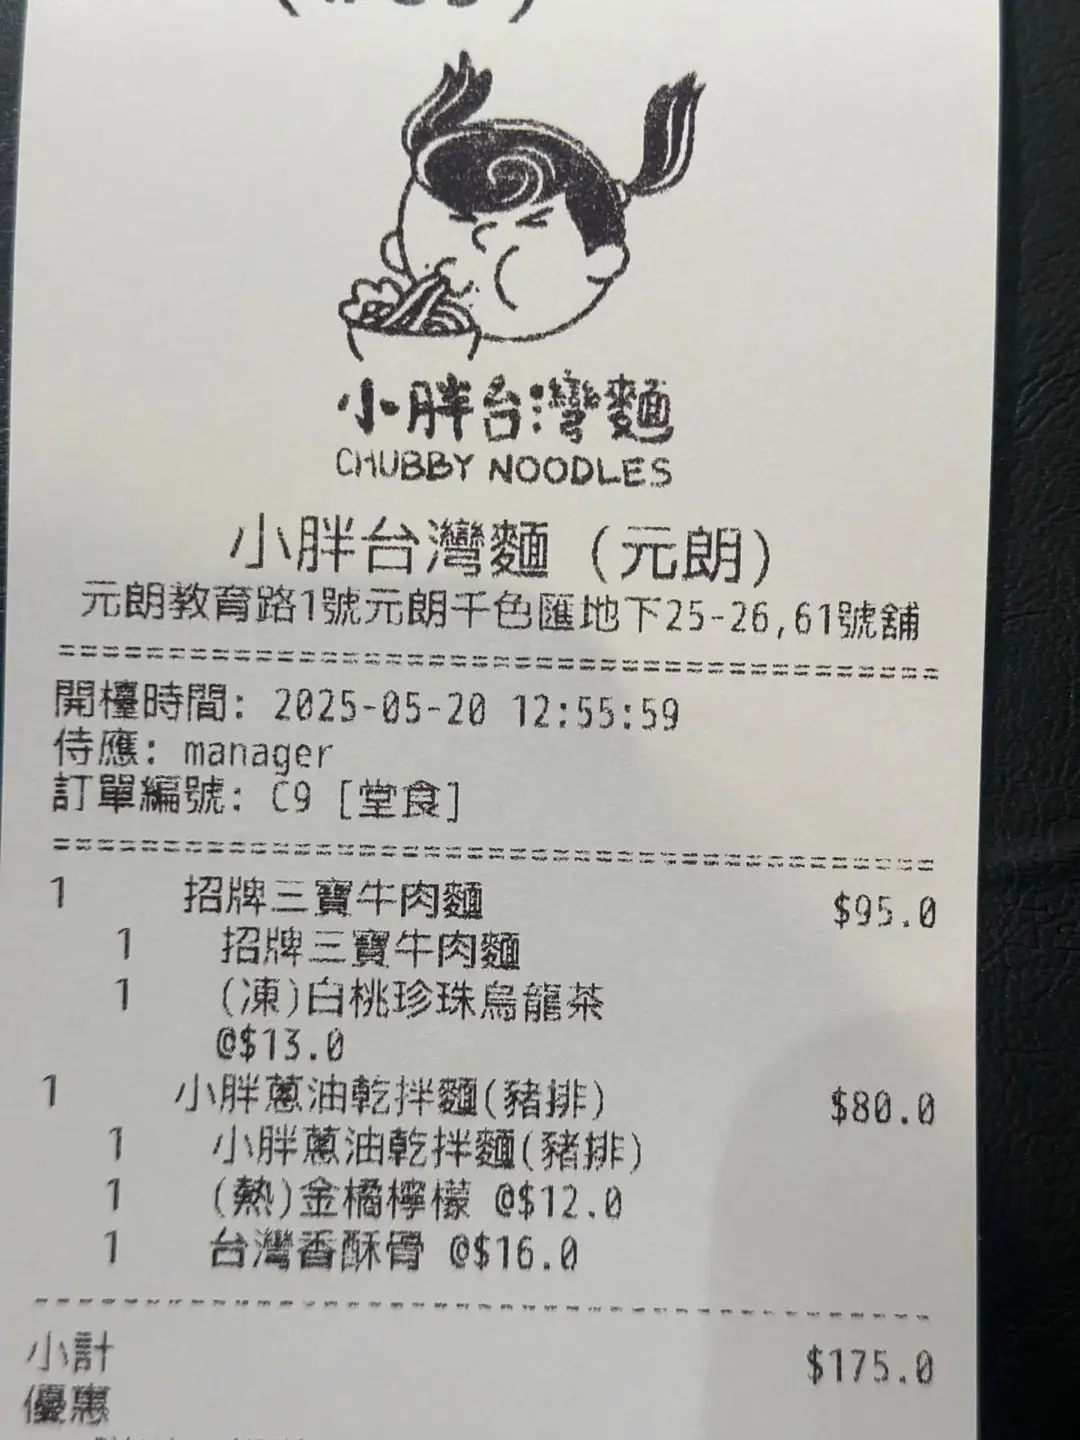 小胖台灣麵
CHUBBY NOODLES
小胖台灣麵 (元朗)
元朗教育路1號元朗千色匯地下25-26,61號舖
開檯時間: 2025-05-20 12:55:59
侍應: manager
訂單編號: C9 [堂食]
1 招牌三寶牛肉麵 $95.0
1 招牌三寶牛肉麵
1 (凍)白桃珍珠烏龍茶
@$13.0
1 小胖蔥油乾拌麵(豬排) $80.0
1 小胖蔥油乾拌麵(豬排)
1 (熱)金橘檸檬 @$12.0
1 台灣香酥骨 @$16.0
小計 $175.0
優惠